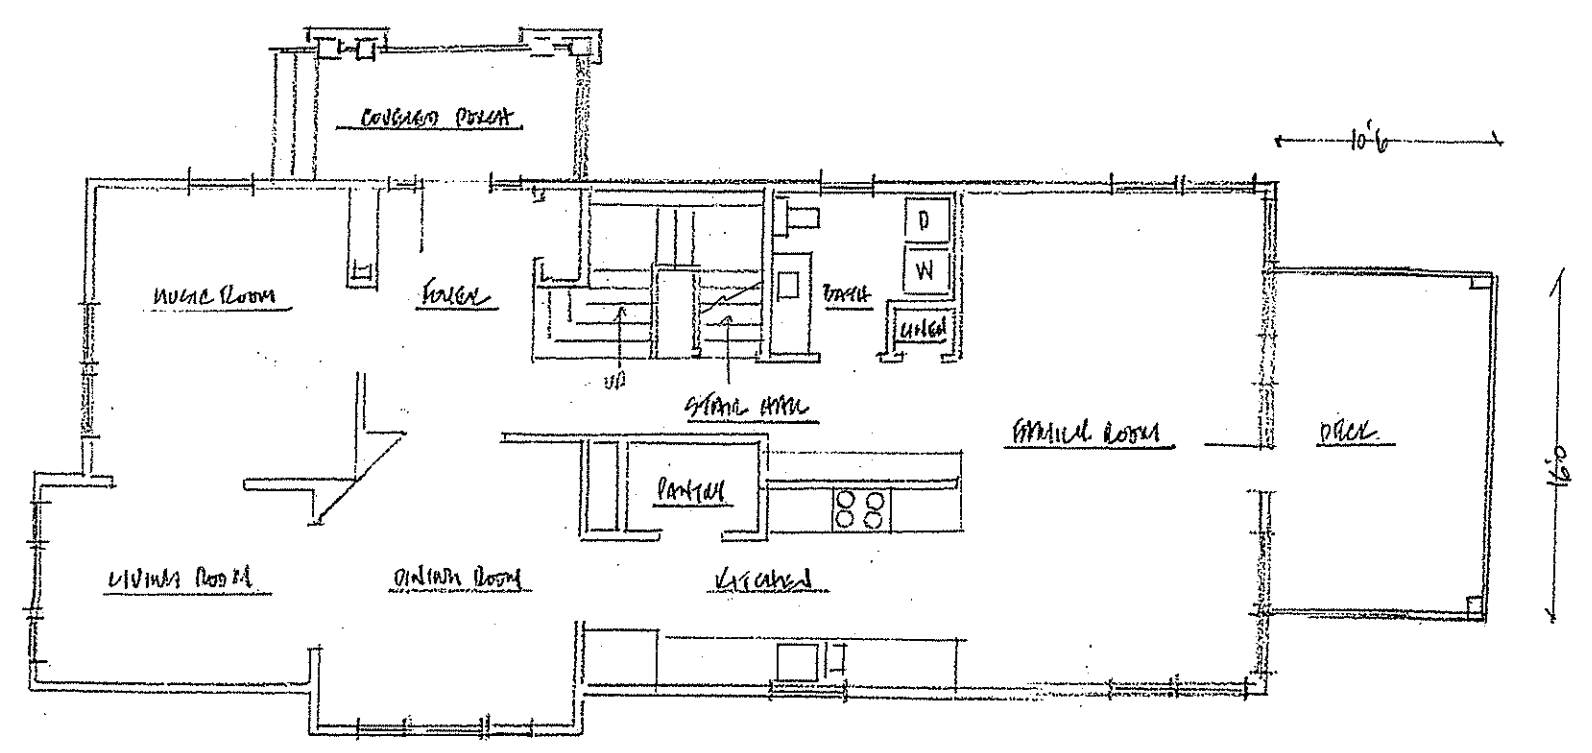 COVERED PORCH
10'6
D
W
MUSIC ROOM
FOYER
BATH
LINEN
UP
STAIR HALL
FAMILY ROOM
DECK
16'0
PANTRY
LIVING ROOM
DINING ROOM
KITCHEN